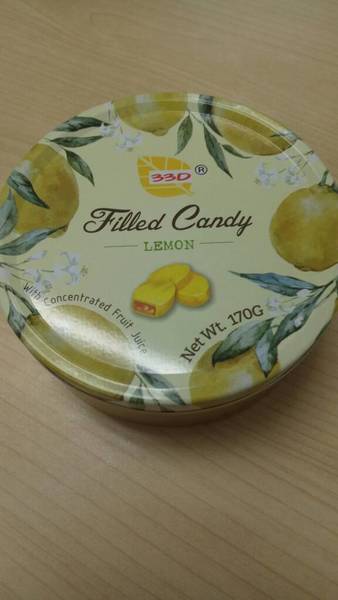 33D ®
Filled Candy
LEMON
With Concentrated Fruit Juice
Net Wt. 170G